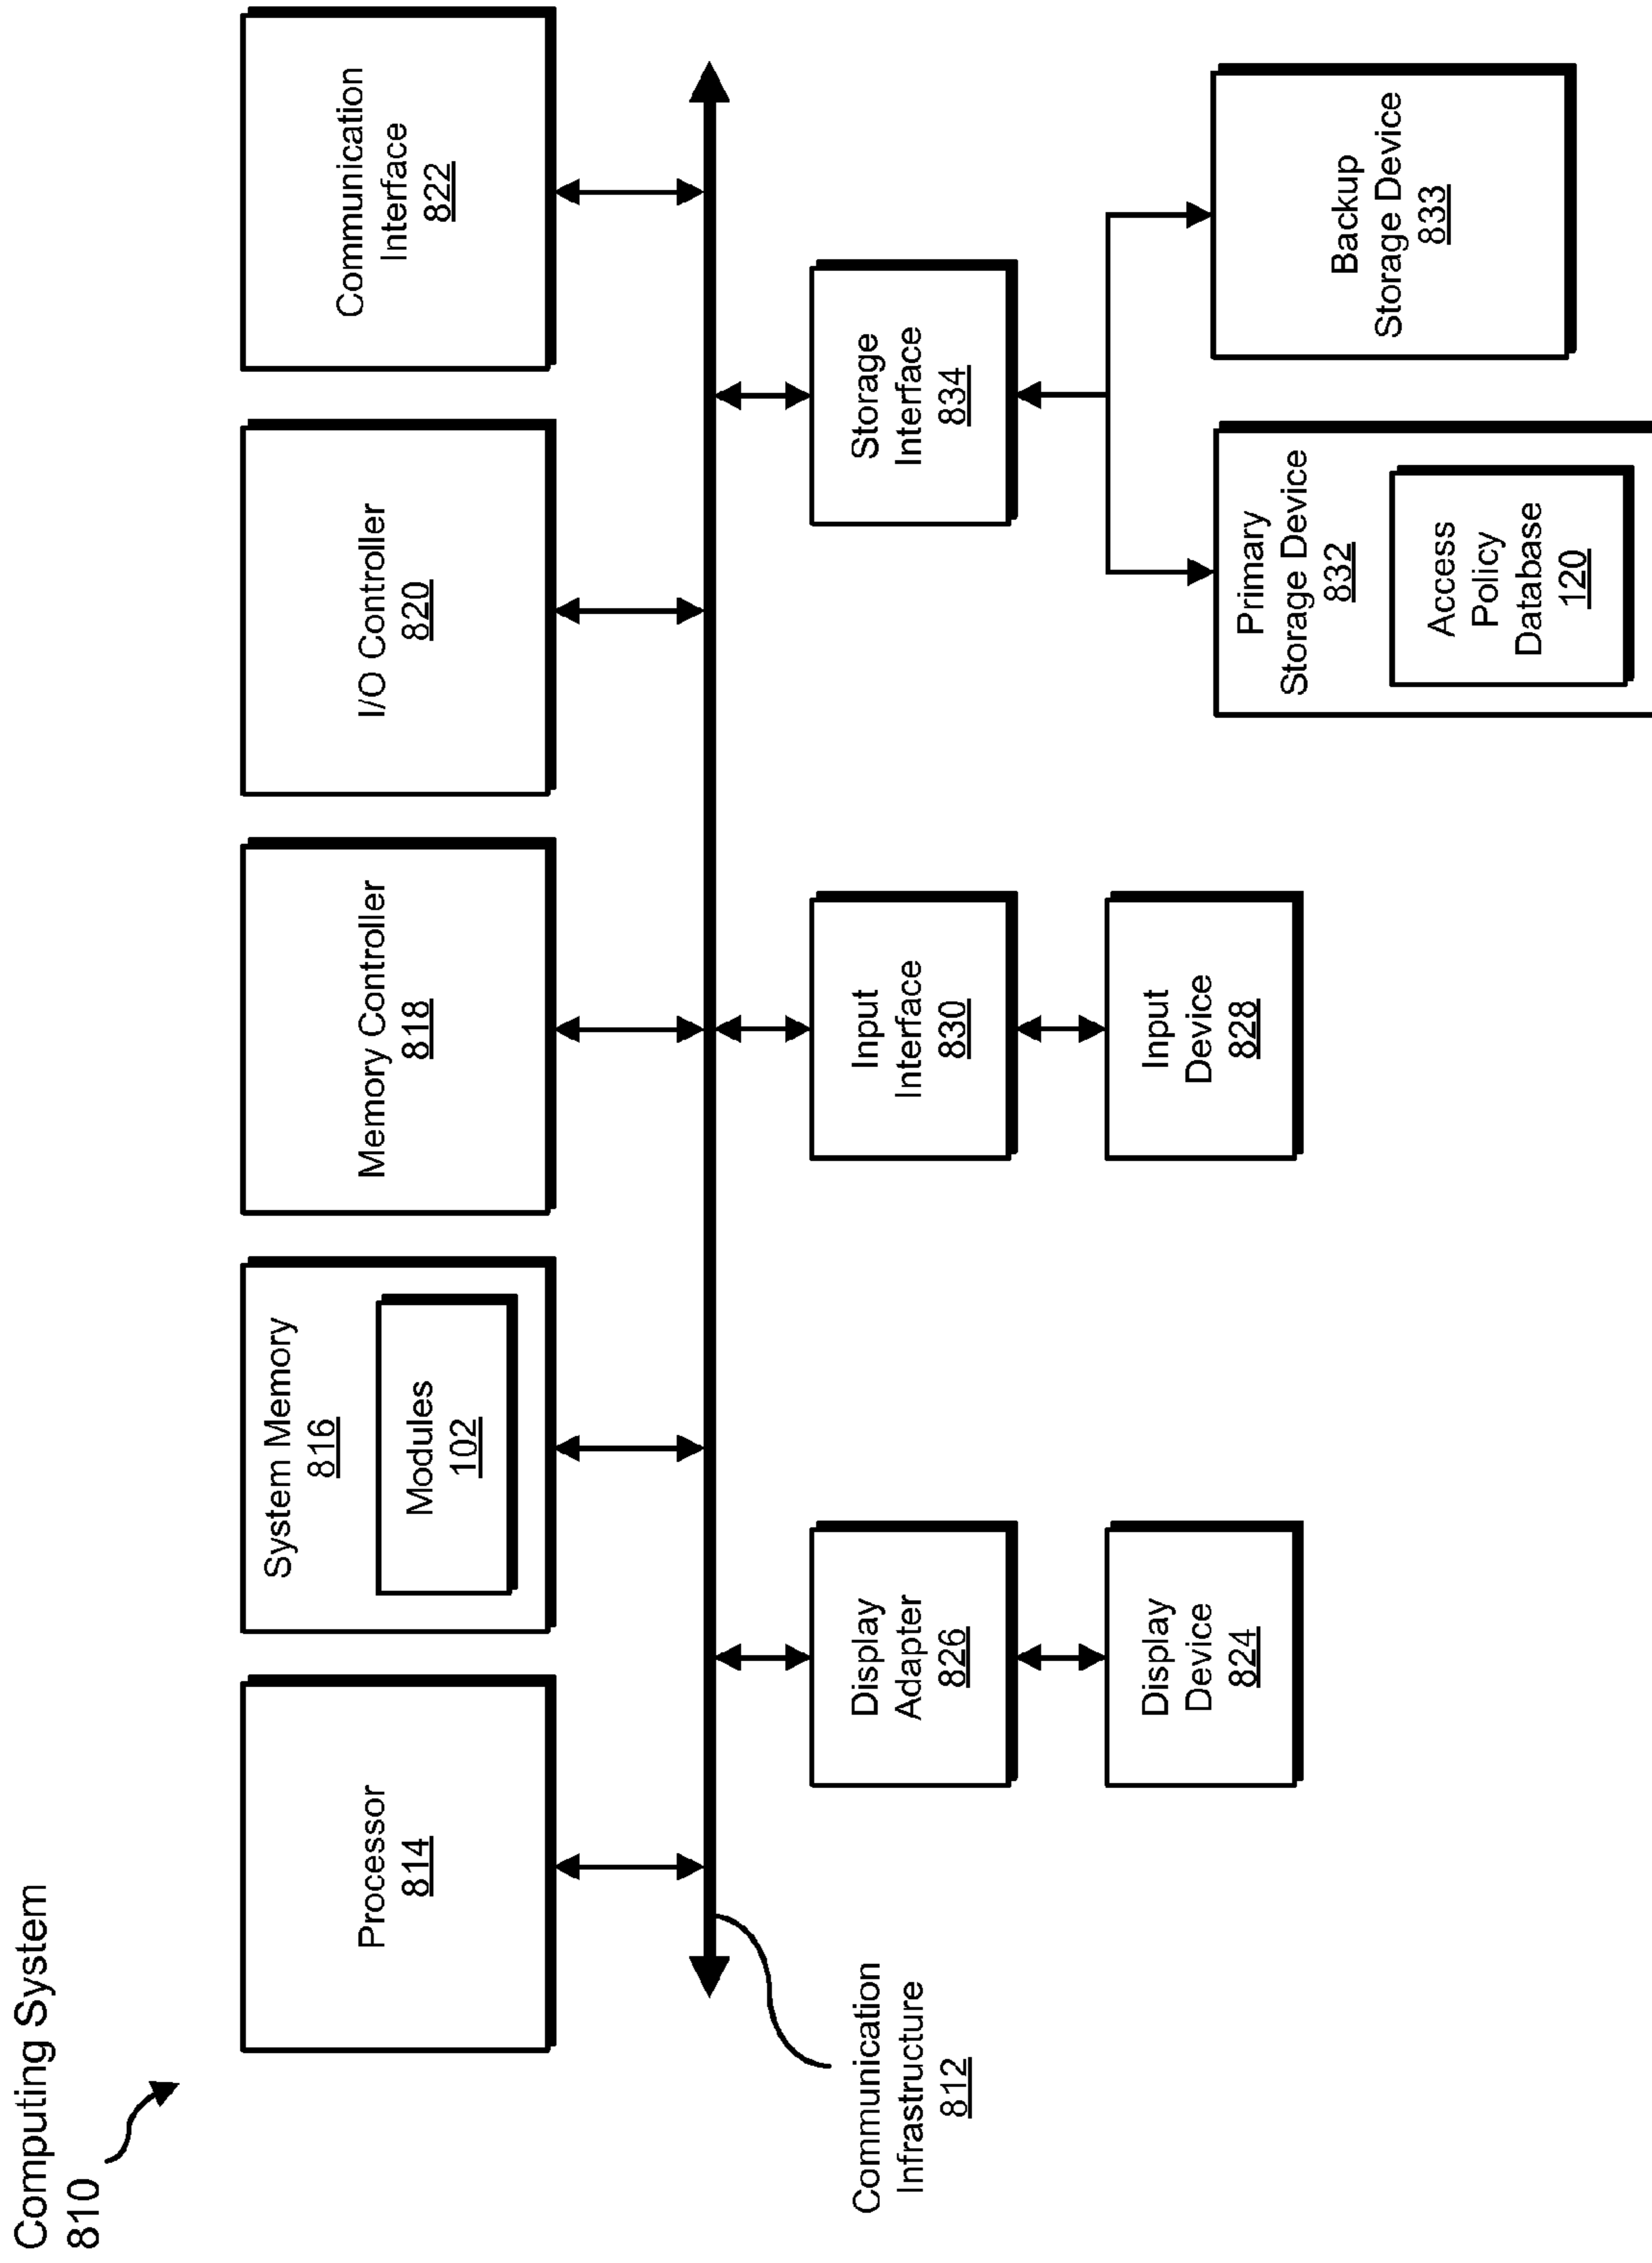 Computing System
810
Processor
814
System Memory
816
Modules
102
Memory Controller
818
I/O Controller
820
Communication
Interface
822
Communication
Infrastructure
812
Display
Adapter
826
Input
Interface
830
Storage
Interface
834
Display
Device
824
Input
Device
828
Primary
Storage Device
832
Access
Policy
Database
120
Backup
Storage Device
833